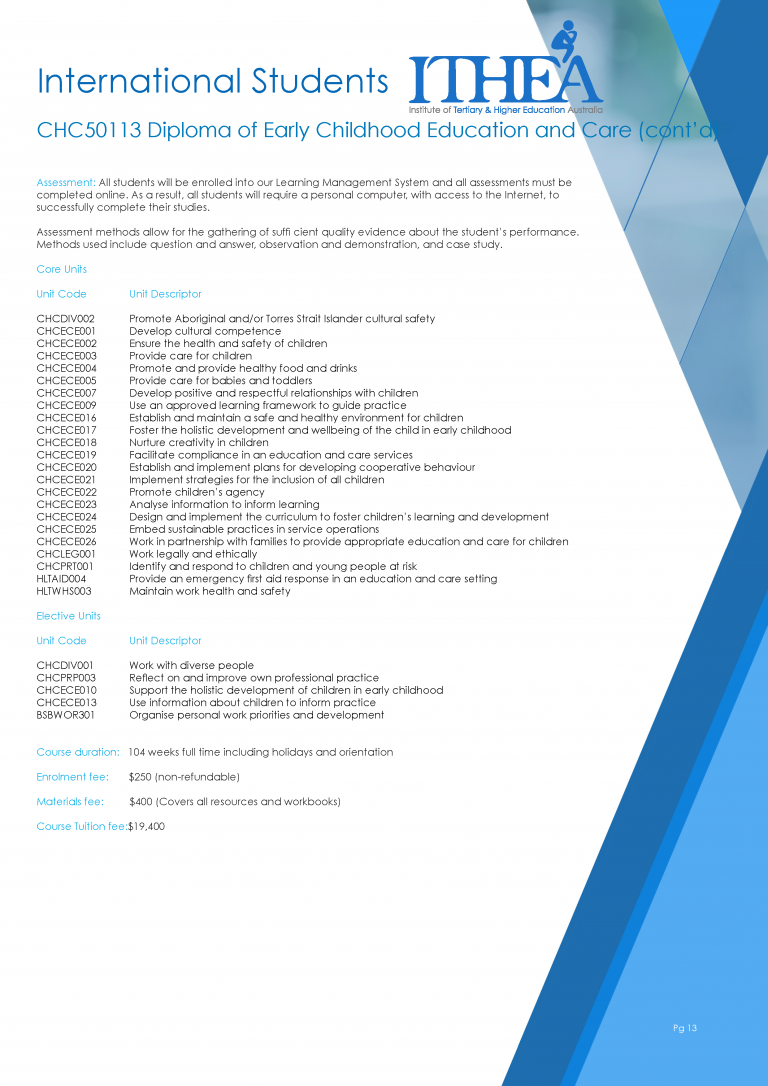 International Students
ITHEA
Institute of Tertiary & Higher Education Australia
CHC50113 Diploma of Early Childhood Education and Care (cont'd)
Assessment: All students will be enrolled into our Learning Management System and all assessments must be
completed online. As a result, all students will require a personal computer, with access to the Internet, to
successfully complete their studies.
Assessment methods allow for the gathering of suffi cient quality evidence about the student's performance.
Methods used include question and answer, observation and demonstration, and case study.
Core Units
Unit Code Unit Descriptor
CHCDIV002 Promote Aboriginal and/or Torres Strait Islander cultural safety
CHCECE001 Develop cultural competence
CHCECE002 Ensure the health and safety of children
CHCECE003 Provide care for children
CHCECE004 Promote and provide healthy food and drinks
CHCECE005 Provide care for babies and toddlers
CHCECE007 Develop positive and respectful relationships with children
CHCECE009 Use an approved learning framework to guide practice
CHCECE016 Establish and maintain a safe and healthy environment for children
CHCECE017 Foster the holistic development and wellbeing of the child in early childhood
CHCECE018 Nurture creativity in children
CHCECE019 Facilitate compliance in an education and care services
CHCECE020 Establish and implement plans for developing cooperative behaviour
CHCECE021 Implement strategies for the inclusion of all children
CHCECE022 Promote children's agency
CHCECE023 Analyse information to inform learning
CHCECE024 Design and implement the curriculum to foster children's learning and development
CHCECE025 Embed sustainable practices in service operations
CHCECE026 Work in partnership with families to provide appropriate education and care for children
CHCLEG001 Work legally and ethically
CHCPRT001 Identify and respond to children and young people at risk
HLTAID004 Provide an emergency first aid response in an education and care setting
HLTWHS003 Maintain work health and safety
Elective Units
Unit Code Unit Descriptor
CHCDIV001 Work with diverse people
CHCPRP003 Reflect on and improve own professional practice
CHCECE010 Support the holistic development of children in early childhood
CHCECE013 Use information about children to inform practice
BSBWOR301 Organise personal work priorities and development
Course duration: 104 weeks full time including holidays and orientation
Enrolment fee: $250 (non-refundable)
Materials fee: $400 (Covers all resources and workbooks)
Course Tuition fee:$19,400
Pg 13